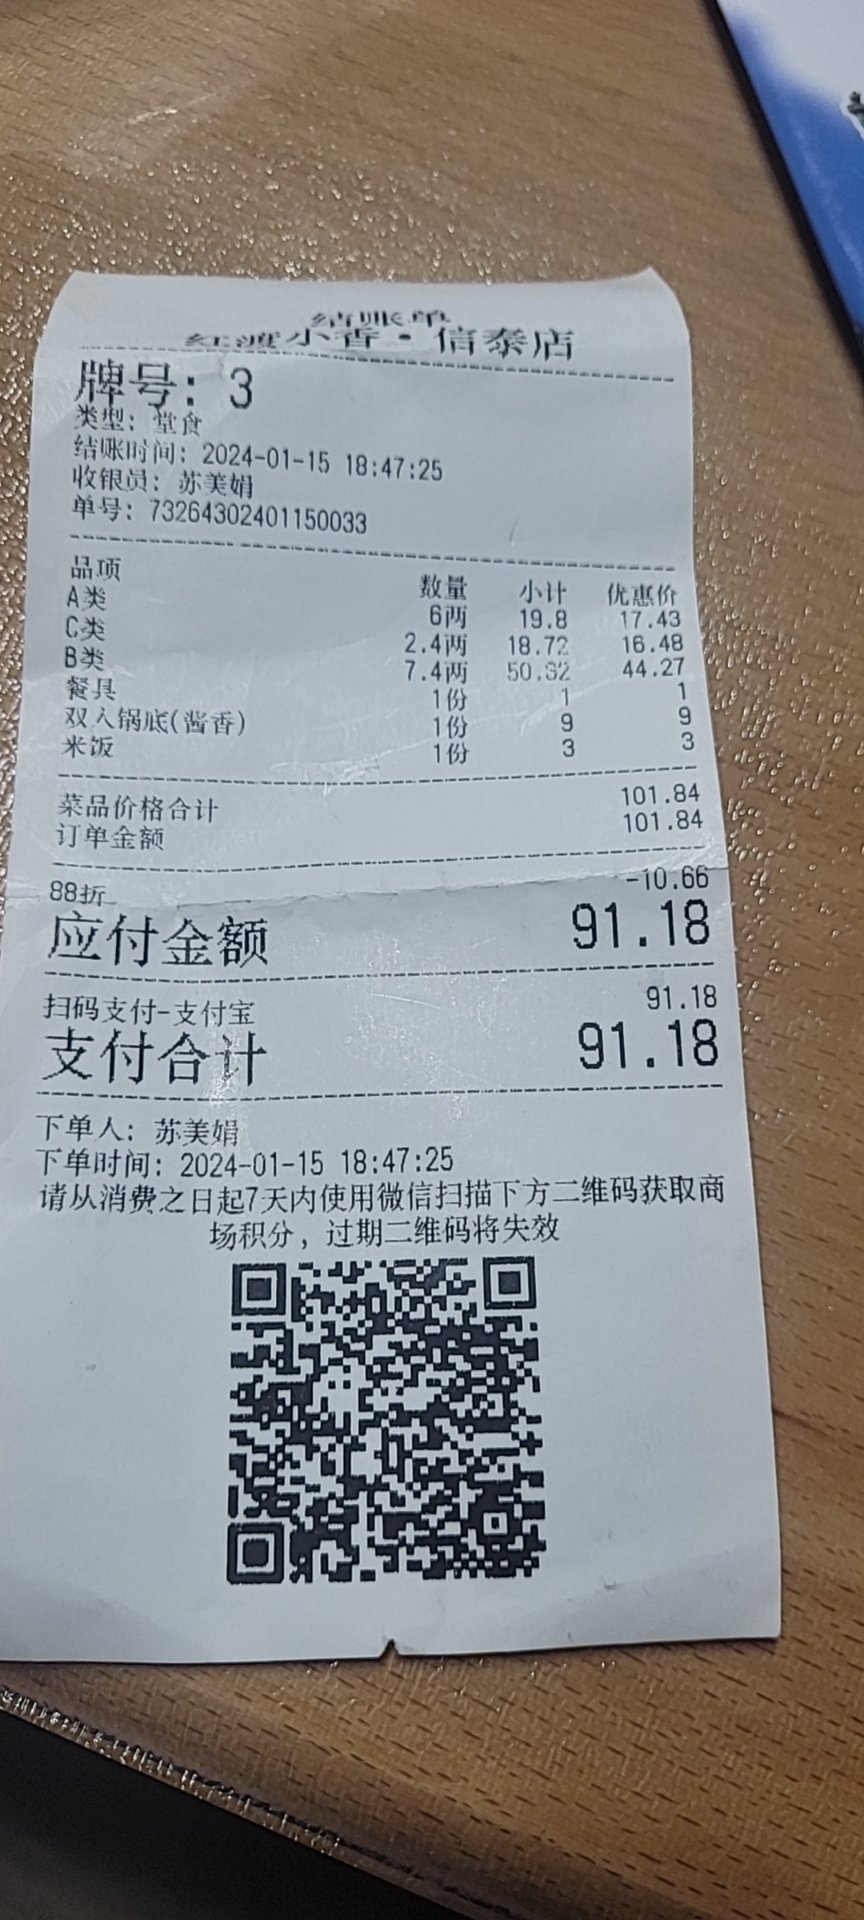 结账单
红渡小香·信泰店
牌号: 3
类型: 堂食
结账时间: 2024-01-15 18:47:25
收银员: 苏美娟
单号: 73264302401150033
品项 数量 小计 优惠价
A类 6两 19.8 17.43
C类 2.4两 18.72 16.48
B类 7.4两 50.32 44.27
餐具 1份 1 1
双人锅底(酱香) 1份 9 9
米饭 1份 3 3
菜品价格合计 101.84
订单金额 101.84
88折 -10.66
应付金额 91.18
扫码支付-支付宝 91.18
支付合计 91.18
下单人: 苏美娟
下单时间: 2024-01-15 18:47:25
请从消费之日起7天内使用微信扫描下方二维码获取商
场积分, 过期二维码将失效